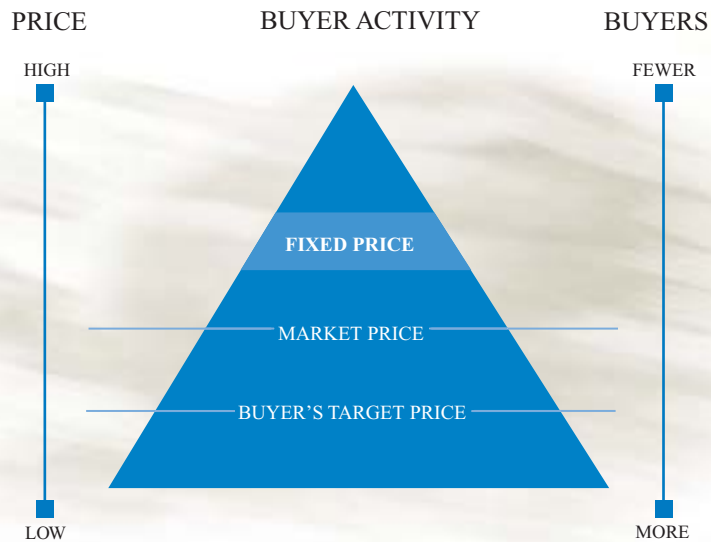 PRICE
BUYER ACTIVITY
BUYERS
HIGH
FEWER
FIXED PRICE
MARKET PRICE
BUYER’S TARGET PRICE
LOW
MORE